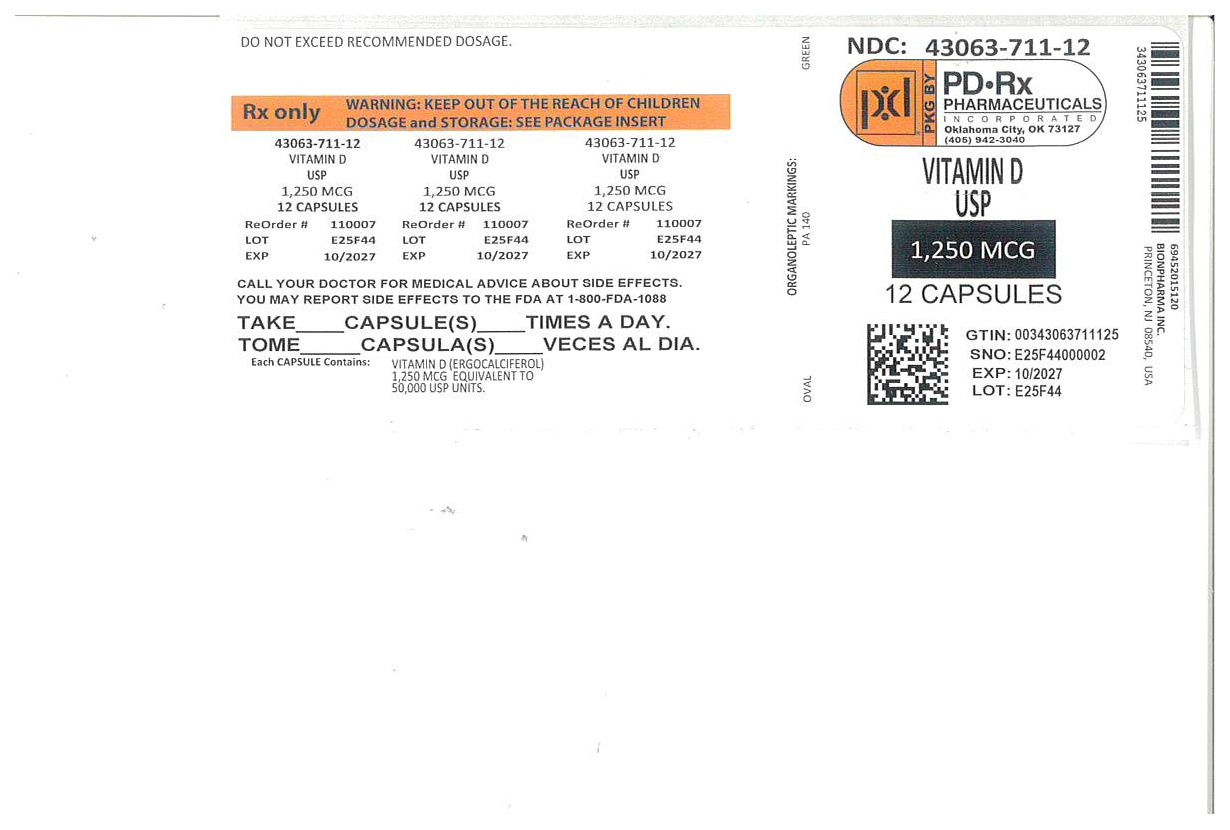 DO NOT EXCEED RECOMMENDED DOSAGE.
Rx only
WARNING: KEEP OUT OF THE REACH OF CHILDREN
DOSAGE and STORAGE: SEE PACKAGE INSERT
43063-711-12 43063-711-12 43063-711-12
VITAMIN D VITAMIN D VITAMIN D
USP USP USP
1,250 MCG 1,250 MCG 1,250 MCG
12 CAPSULES 12 CAPSULES 12 CAPSULES
ReOrder # 110007 ReOrder # 110007 ReOrder # 110007
LOT E25F44 LOT E25F44 LOT E25F44
EXP 10/2027 EXP 10/2027 EXP 10/2027
CALL YOUR DOCTOR FOR MEDICAL ADVICE ABOUT SIDE EFFECTS.
YOU MAY REPORT SIDE EFFECTS TO THE FDA AT 1-800-FDA-1088
TAKE____CAPSULE(S)____TIMES A DAY.
TOME_____CAPSULA(S)____VECES AL DIA.
Each CAPSULE Contains: VITAMIN D (ERGOCALCIFEROL)
1,250 MCG EQUIVALENT TO
50,000 USP UNITS.
GREEN
ORGANOLEPTIC MARKINGS:
PA 140
OVAL
NDC: 43063-711-12
pd
PKG BY
PD•Rx
PHARMACEUTICALS
INCORPORATED
Oklahoma City, OK 73127
(405) 942-3040
VITAMIN D
USP
1,250 MCG
12 CAPSULES
GTIN: 00343063711125
SNO: E25F44000002
EXP: 10/2027
LOT: E25F44
343063711125
69452015120
BIONPHARMA INC.
PRINCETON, NJ 08540, USA